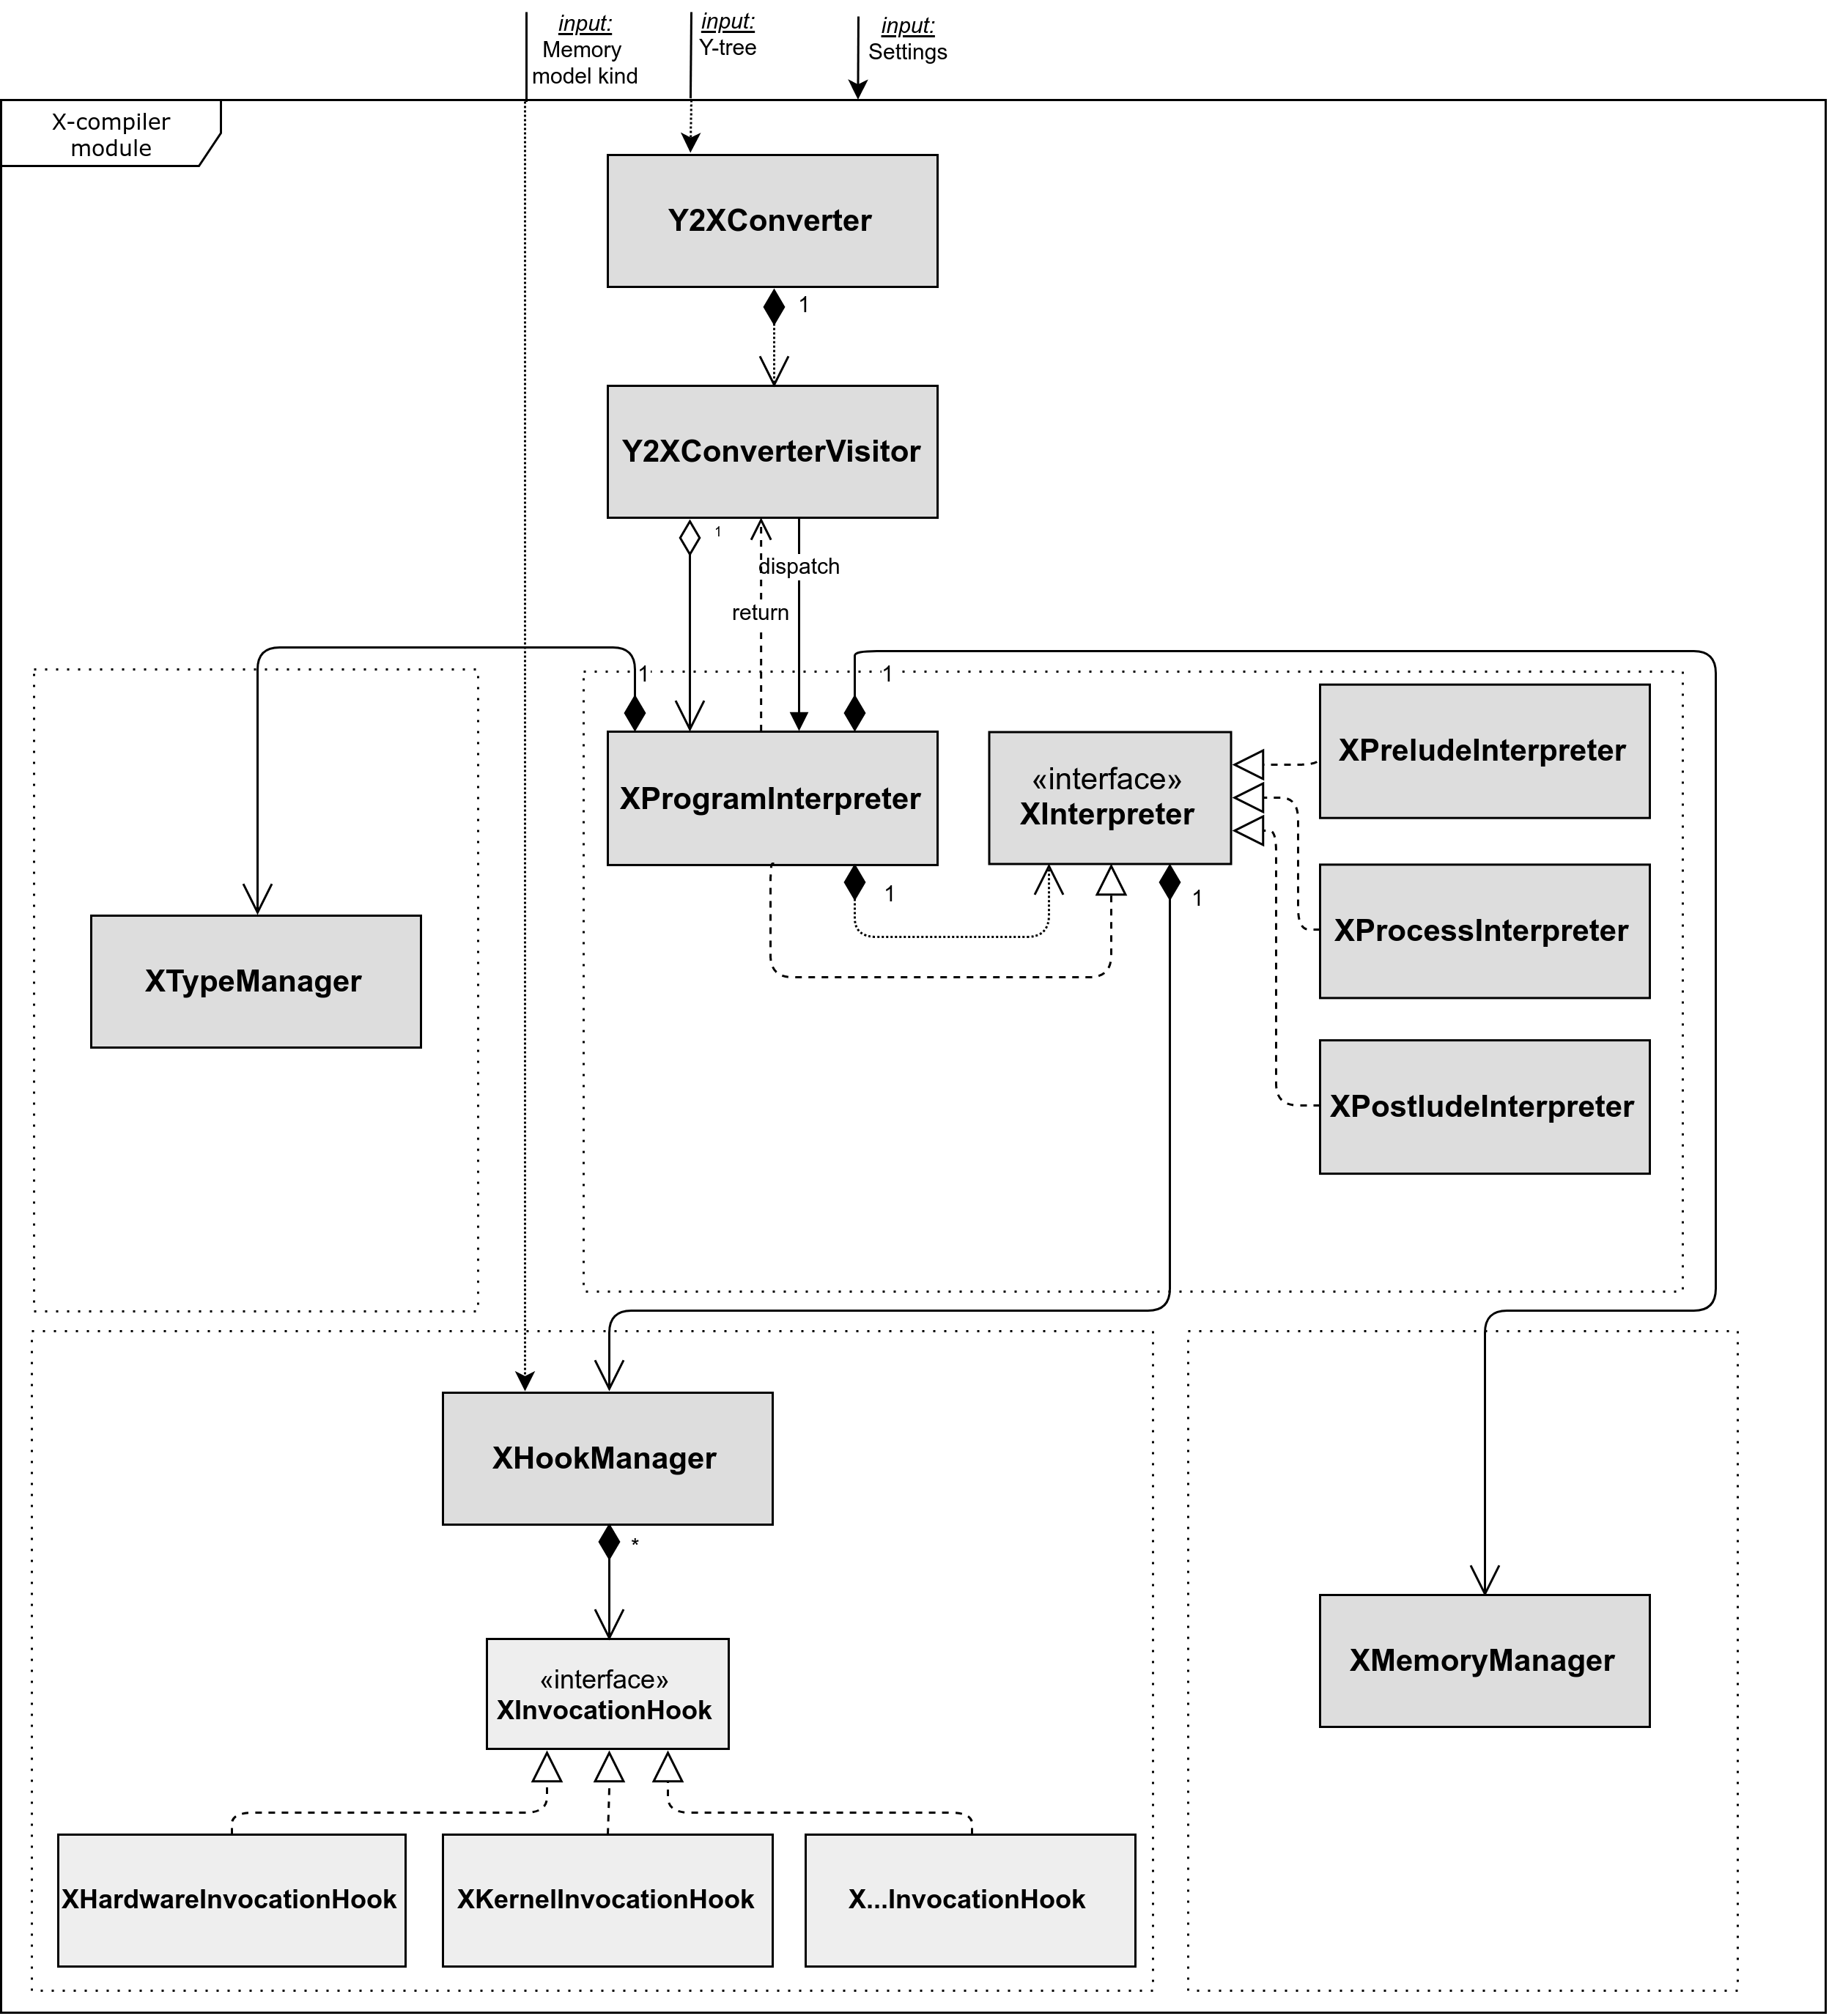 input:
Memory
model kind
input:
Y-tree
input:
Settings
X-compiler
module
Y2XConverter
1
Y2XConverterVisitor
1
dispatch
return
1
1
XProgramInterpreter
«interface»
XInterpreter
XPreludeInterpreter
1
1
XProcessInterpreter
XTypeManager
XPostludeInterpreter
XHookManager
*
«interface»
XInvocationHook
XMemoryManager
XHardwareInvocationHook
XKernelInvocationHook
X...InvocationHook